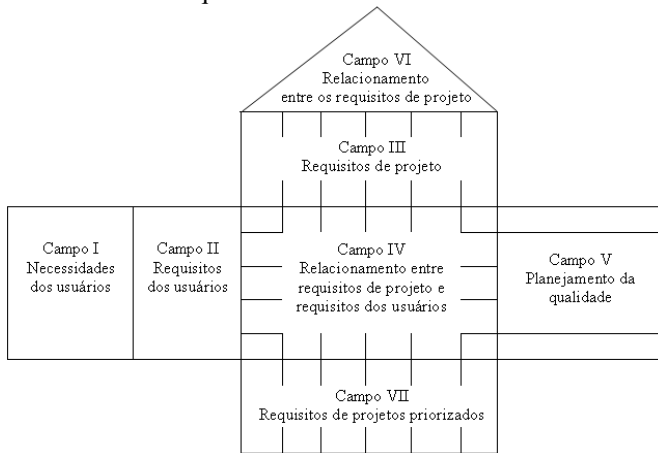 Campo VI
Relacionamento
entre os requisitos de projeto
Campo III
Requisitos de projeto
Campo I
Necessidades
dos usuários
Campo II
Requisitos
dos usuários
Campo IV
Relacionamento entre
requisitos de projeto e
requisitos dos usuários
Campo V
Planejamento da
qualidade
Campo VII
Requisitos de projetos priorizados